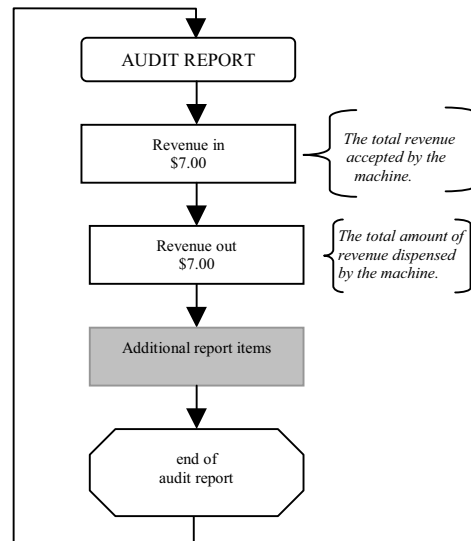 AUDIT REPORT
Revenue in
$7.00
The total revenue
accepted by the
machine.
Revenue out
$7.00
The total amount of
revenue dispensed
by the machine.
Additional report items
end of
audit report